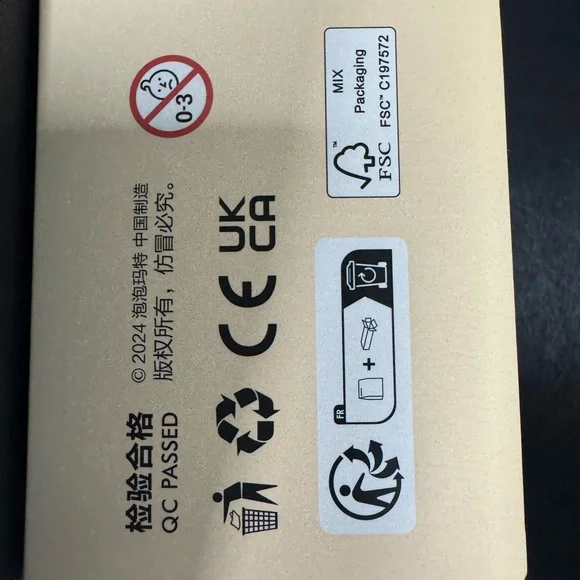 检验合格
QC PASSED
© 2024 泡泡玛特 中国制造
版权所有，仿冒必究。
0-3
CE
UK
CA
FR
+
™
FSC
MIX
Packaging
FSC™ C197572